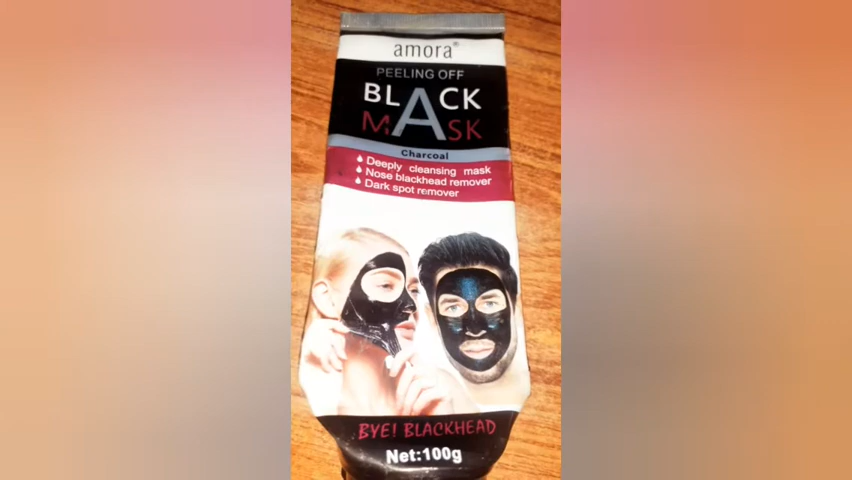 amora®
PEELING OFF
BLACK
MASK
Charcoal
Deeply cleansing mask
Nose blackhead remover
Dark spot remover
BYE! BLACKHEAD
Net:100g